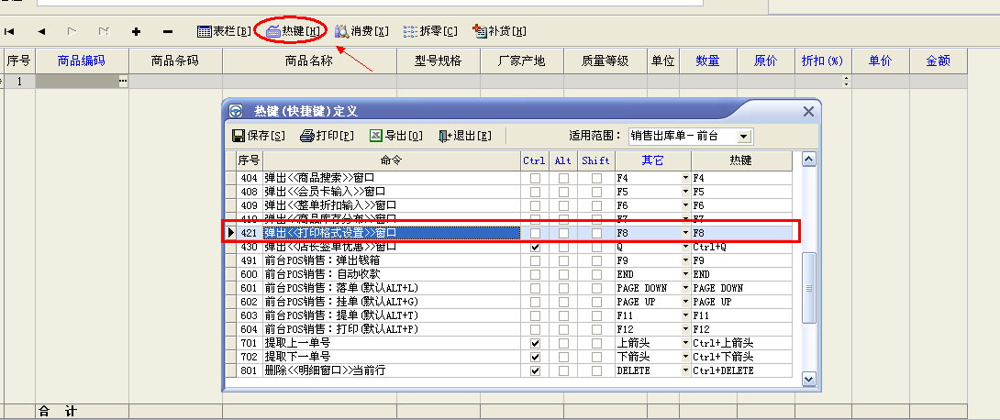 表栏[B] 热键[H] 消费[X] 拆零[C] 补货[M]
序号 商品编码 商品条码 商品名称 型号规格 厂家产地 质量等级 单位 数量 原价 折扣(%) 单价 金额
1
热键(快捷键)定义
保存[S] 打印[P] 导出[O] 退出[E] 适用范围: 销售出库单－前台
序号 命令 Ctrl Alt Shift 其它 热键
404 弹出<<商品搜索>>窗口 F4 F4
408 弹出<<会员卡输入>>窗口 F5 F5
409 弹出<<整单折扣输入>>窗口 F6 F6
410 弹出<<商品库存分布>>窗口 F7 F7
421 弹出<<打印格式设置>>窗口 F8 F8
430 弹出<<店长签单优惠>>窗口 Q Ctrl+Q
491 前台POS销售：弹出钱箱 F9 F9
600 前台POS销售：自动收款 END END
601 前台POS销售：落单(默认ALT+L) PAGE DOWN PAGE DOWN
602 前台POS销售：挂单(默认ALT+G) PAGE UP PAGE UP
603 前台POS销售：提单(默认ALT+T) F11 F11
604 前台POS销售：打印(默认ALT+P) F12 F12
701 提取上一单号 上箭头 Ctrl+上箭头
702 提取下一单号 下箭头 Ctrl+下箭头
801 删除<<明细窗口>>当前行 DELETE Ctrl+DELETE
合 计